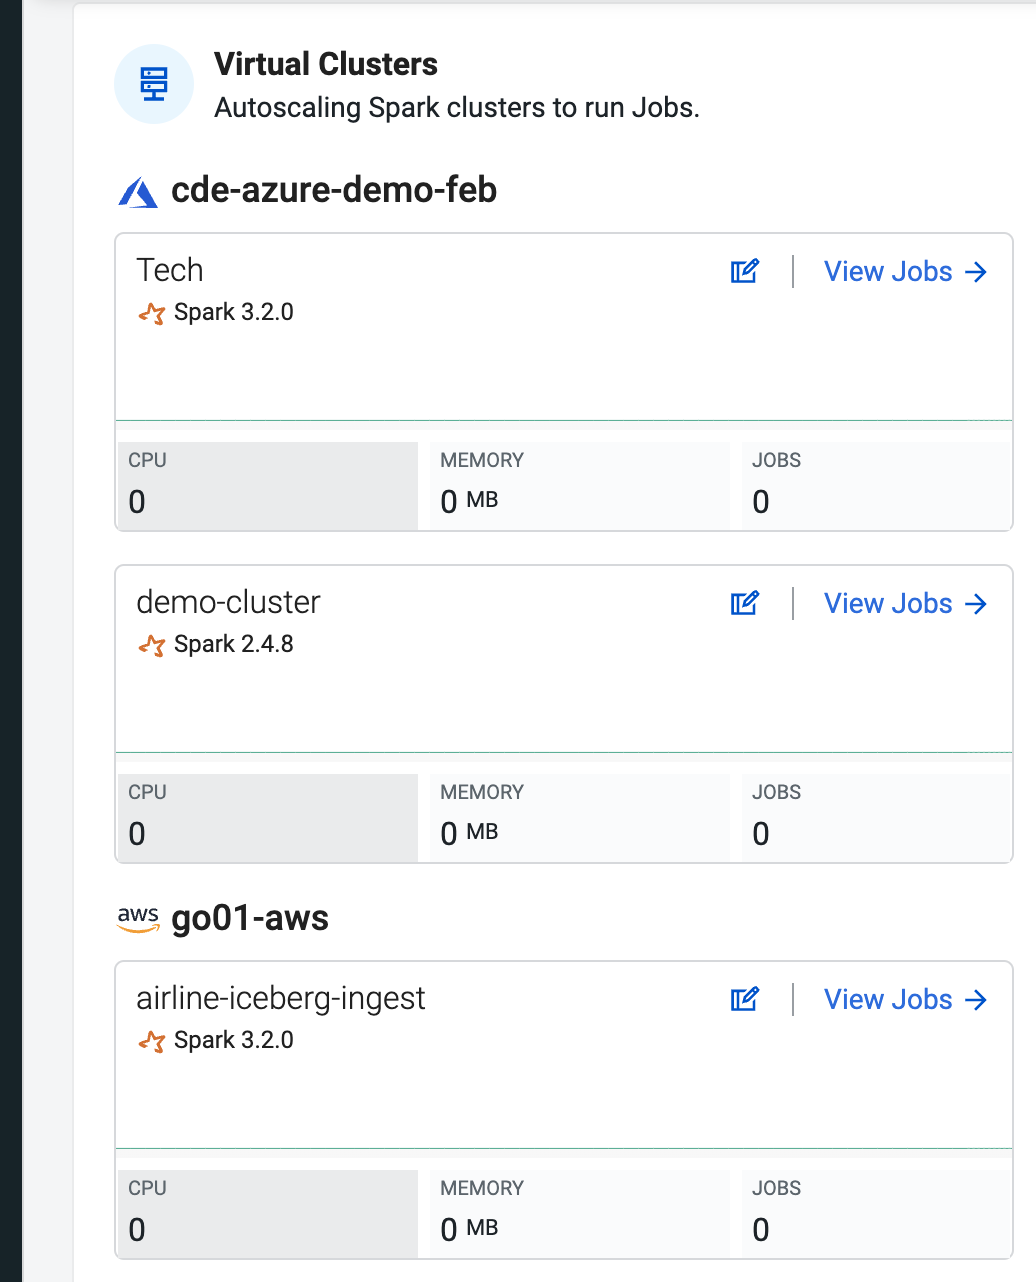 Virtual Clusters
Autoscaling Spark clusters to run Jobs.
cde-azure-demo-feb
Tech
View Jobs
Spark 3.2.0
CPU
MEMORY
JOBS
0
0 MB
0
demo-cluster
View Jobs
Spark 2.4.8
CPU
MEMORY
JOBS
0
0 MB
0
aws go01-aws
airline-iceberg-ingest
View Jobs
Spark 3.2.0
CPU
MEMORY
JOBS
0
0 MB
0